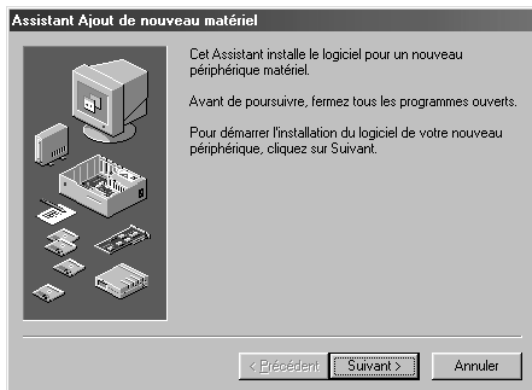 Assistant Ajout de nouveau matériel
Cet Assistant installe le logiciel pour un nouveau
périphérique matériel.
Avant de poursuivre, fermez tous les programmes ouverts.
Pour démarrer l'installation du logiciel de votre nouveau
périphérique, cliquez sur Suivant.
< Précédent
Suivant >
Annuler